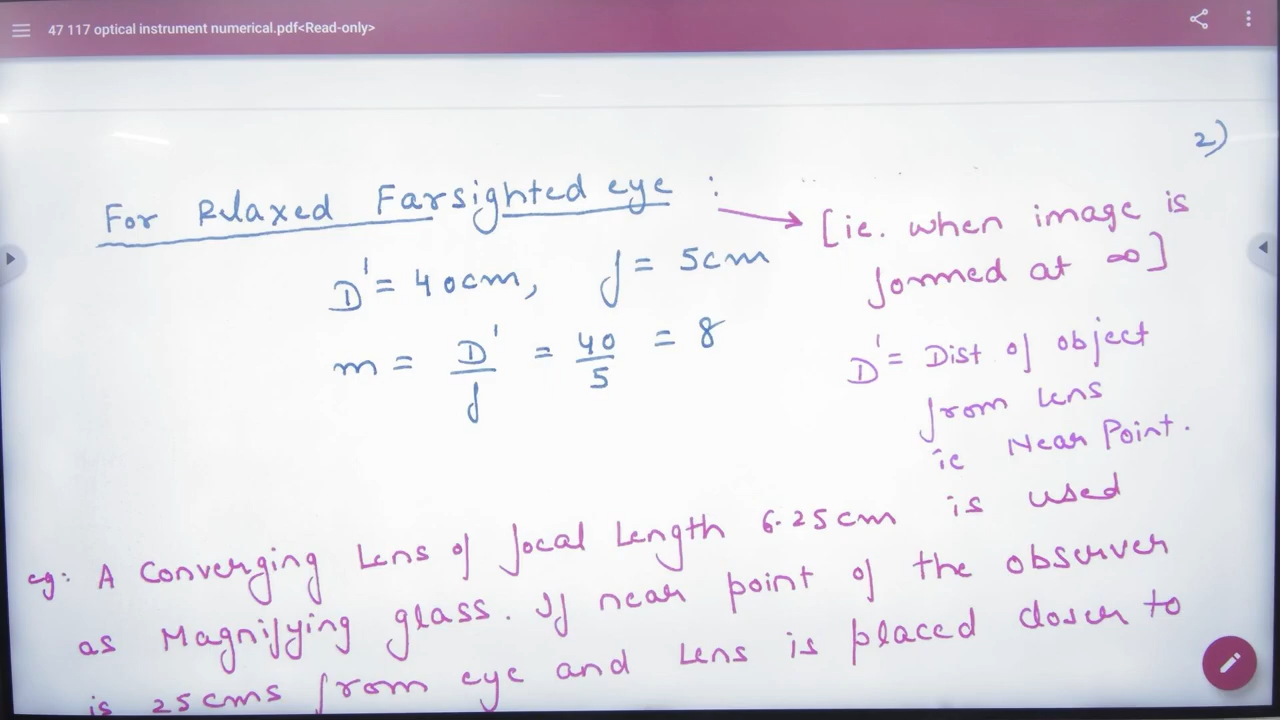 47 117 optical instrument numerical.pdf<Read-only>
2)
For Relaxed Farsighted eye :
[ie. when image is
formed at ∞]
D' = 40cm, f = 5cm
m = D'/f = 40/5 = 8
D' = Dist of object
from lens
ie Near Point.
eg: A Converging Lens of focal Length 6.25cm is used
as Magnifying glass. If near point of the observer
is 25cms from eye and Lens is placed closer to